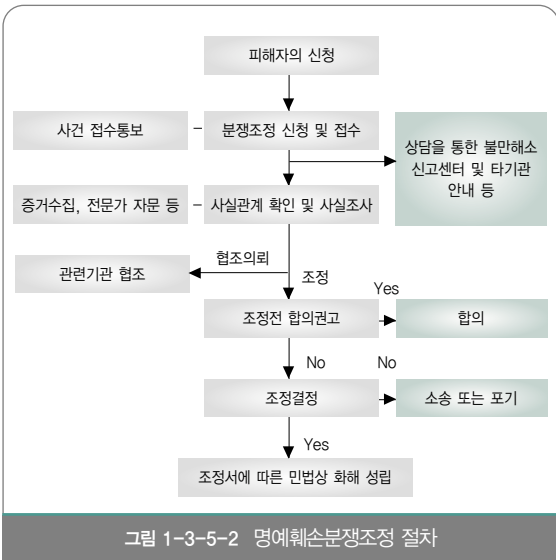 피해자의 신청
사건 접수통보 - 분쟁조정 신청 및 접수
상담을 통한 불만해소
신고센터 및 타기관
안내 등
증거수집, 전문가 자문 등 - 사실관계 확인 및 사실조사
협조의뢰
관련기관 협조
조정
Yes
조정전 합의권고
합의
No
No
조정결정
소송 또는 포기
Yes
조정서에 따른 민법상 화해 성립
그림 1-3-5-2 명예훼손분쟁조정 절차